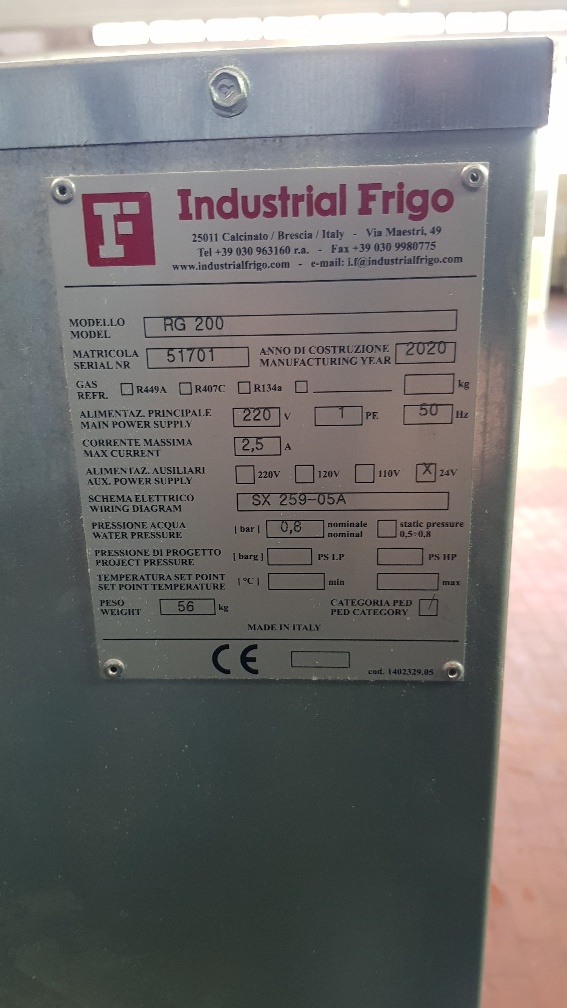 IF Industrial Frigo
25011 Calcinato / Brescia / Italy - Via Maestri, 49
Tel +39 030 963160 r.a. - Fax +39 030 9980775
www.industrialfrigo.com - e-mail: i.f@industrialfrigo.com
MODELLO
MODEL
RG 200
MATRICOLA
SERIAL NR
51701
ANNO DI COSTRUZIONE
MANUFACTURING YEAR
2020
GAS
REFR.
R449A R407C R134a kg
ALIMENTAZ. PRINCIPALE
MAIN POWER SUPPLY
220 V 1 PE 50 Hz
CORRENTE MASSIMA
MAX CURRENT
2,5 A
ALIMENTAZ. AUSILIARI
AUX. POWER SUPPLY
220V 120V 110V X 24V
SCHEMA ELETTRICO
WIRING DIAGRAM
SX 259-05A
PRESSIONE ACQUA
WATER PRESSURE
[ bar ] 0,8
nominale
nominal
static pressure
0,5÷0,8
PRESSIONE DI PROGETTO
PROJECT PRESSURE
[ barg ] PS LP PS HP
TEMPERATURA SET POINT
SET POINT TEMPERATURE
[ °C ] min max
PESO
WEIGHT
56 kg
CATEGORIA PED
PED CATEGORY
/
MADE IN ITALY
CE
cod. 1402329.05